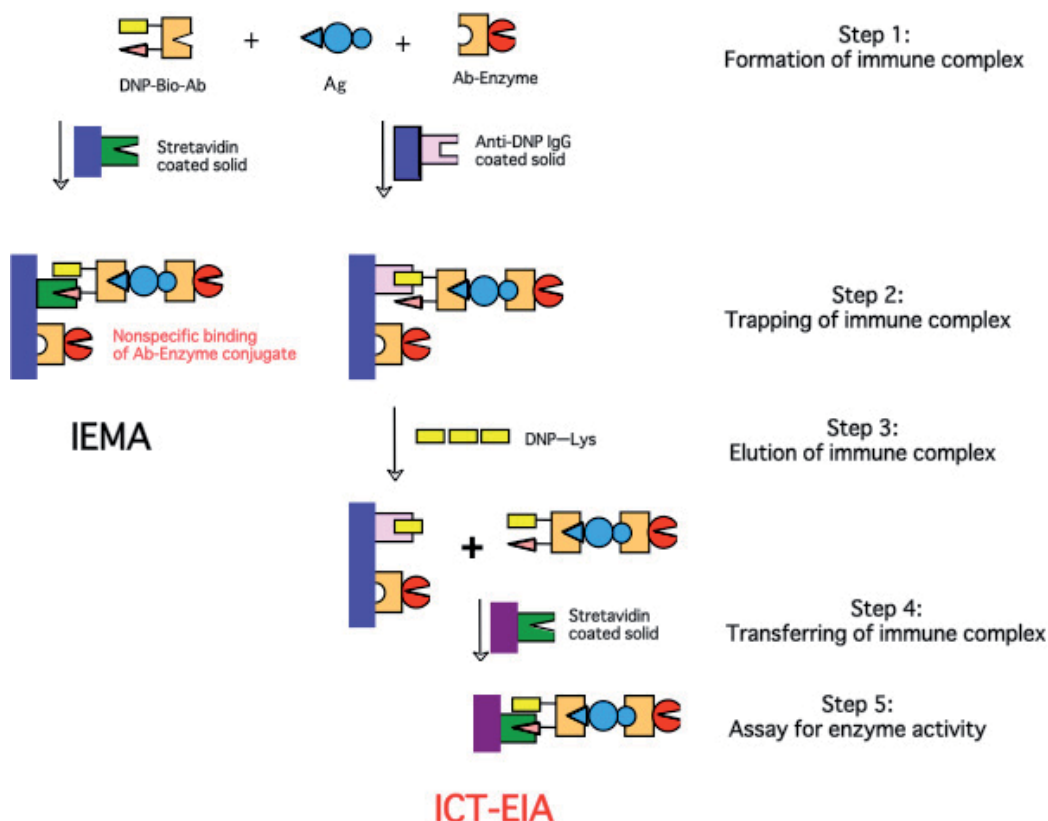 Step 1:
Formation of immune complex
+
+
DNP-Bio-Ab
Ag
Ab-Enzyme
Stretavidin
coated solid
Anti-DNP IgG
coated solid
Nonspecific binding
of Ab-Enzyme conjugate
Step 2:
Trapping of immune complex
IEMA
DNP—Lys
Step 3:
Elution of immune complex
+
Stretavidin
coated solid
Step 4:
Transferring of immune complex
Step 5:
Assay for enzyme activity
ICT-EIA